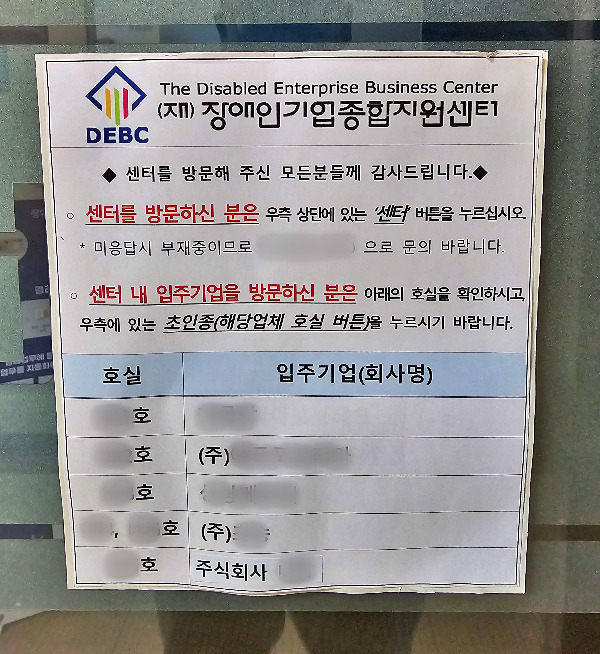 The Disabled Enterprise Business Center
(재) 장애인기업종합지원센터
DEBC
◆ 센터를 방문해 주신 모든분들께 감사드립니다.◆
○ 센터를 방문하신 분은 우측 상단에 있는 '센터' 버튼을 누르십시오.
* 미응답시 부재중이므로 으로 문의 바랍니다.
○ 센터 내 입주기업을 방문하신 분은 아래의 호실을 확인하시고,
우측에 있는 초인종(해당업체 호실 버튼)을 누르시기 바랍니다.
호실 입주기업(회사명)
호
호 (주)
호
, 호 (주)
호 주식회사